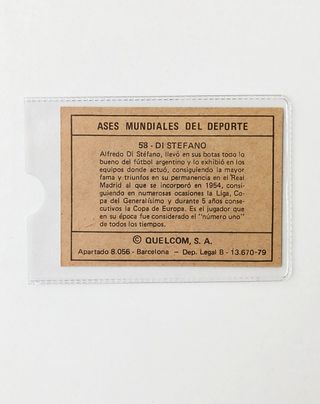 ASES MUNDIALES DEL DEPORTE
58 - DI STEFANO
Alfredo Di Stéfano, llevó en sus botas todo lo
bueno del fútbol argentino y lo exhibió en los
equipos donde actuó, consiguiendo la mayor
fama y triunfos en su permanencia en el Real
Madrid al que se incorporó en 1954, consi-
guiendo en numerosas ocasiones la Liga, Co-
pa del Generalísimo y durante 5 años conse-
cutivos la Copa de Europa. Es el jugador que
en su época fue considerado el "número uno"
de todos los tiempos.
© QUELCOM, S. A.
Apartado 8.056 - Barcelona – Dep. Legal B - 13.670-79